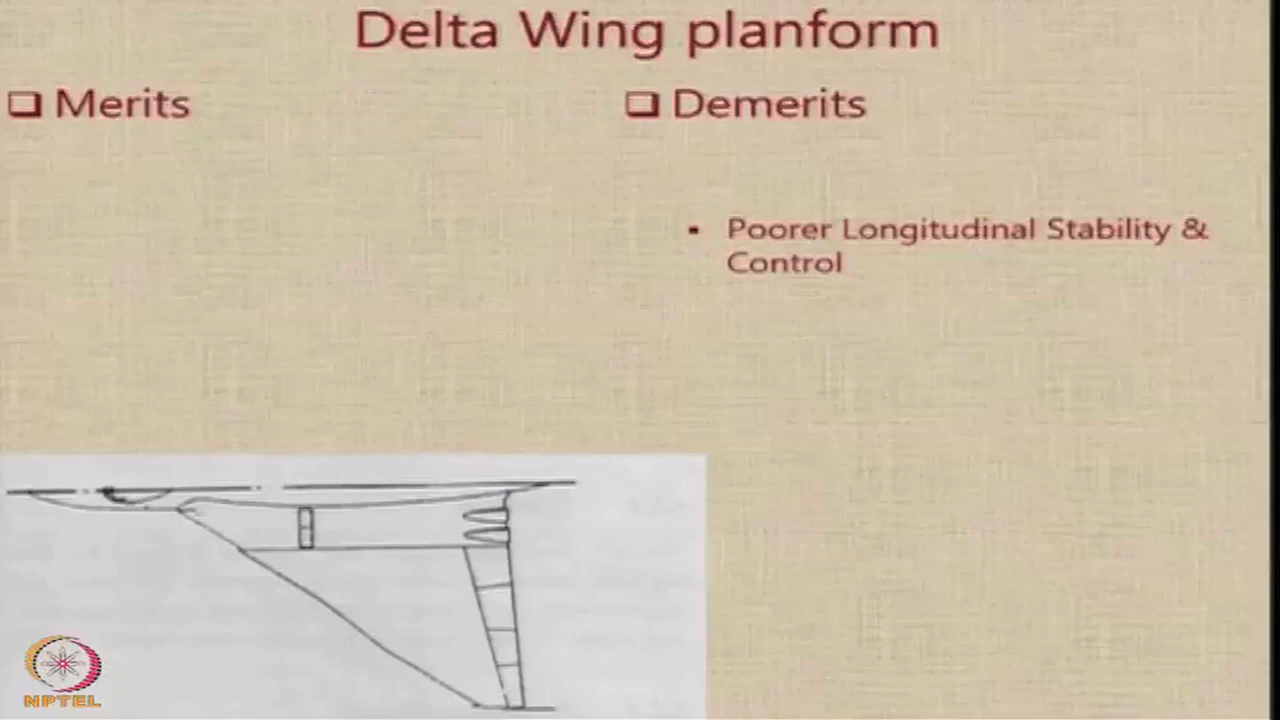 Delta Wing planform
Merits
Demerits
Poorer Longitudinal Stability &
Control
NPTEL